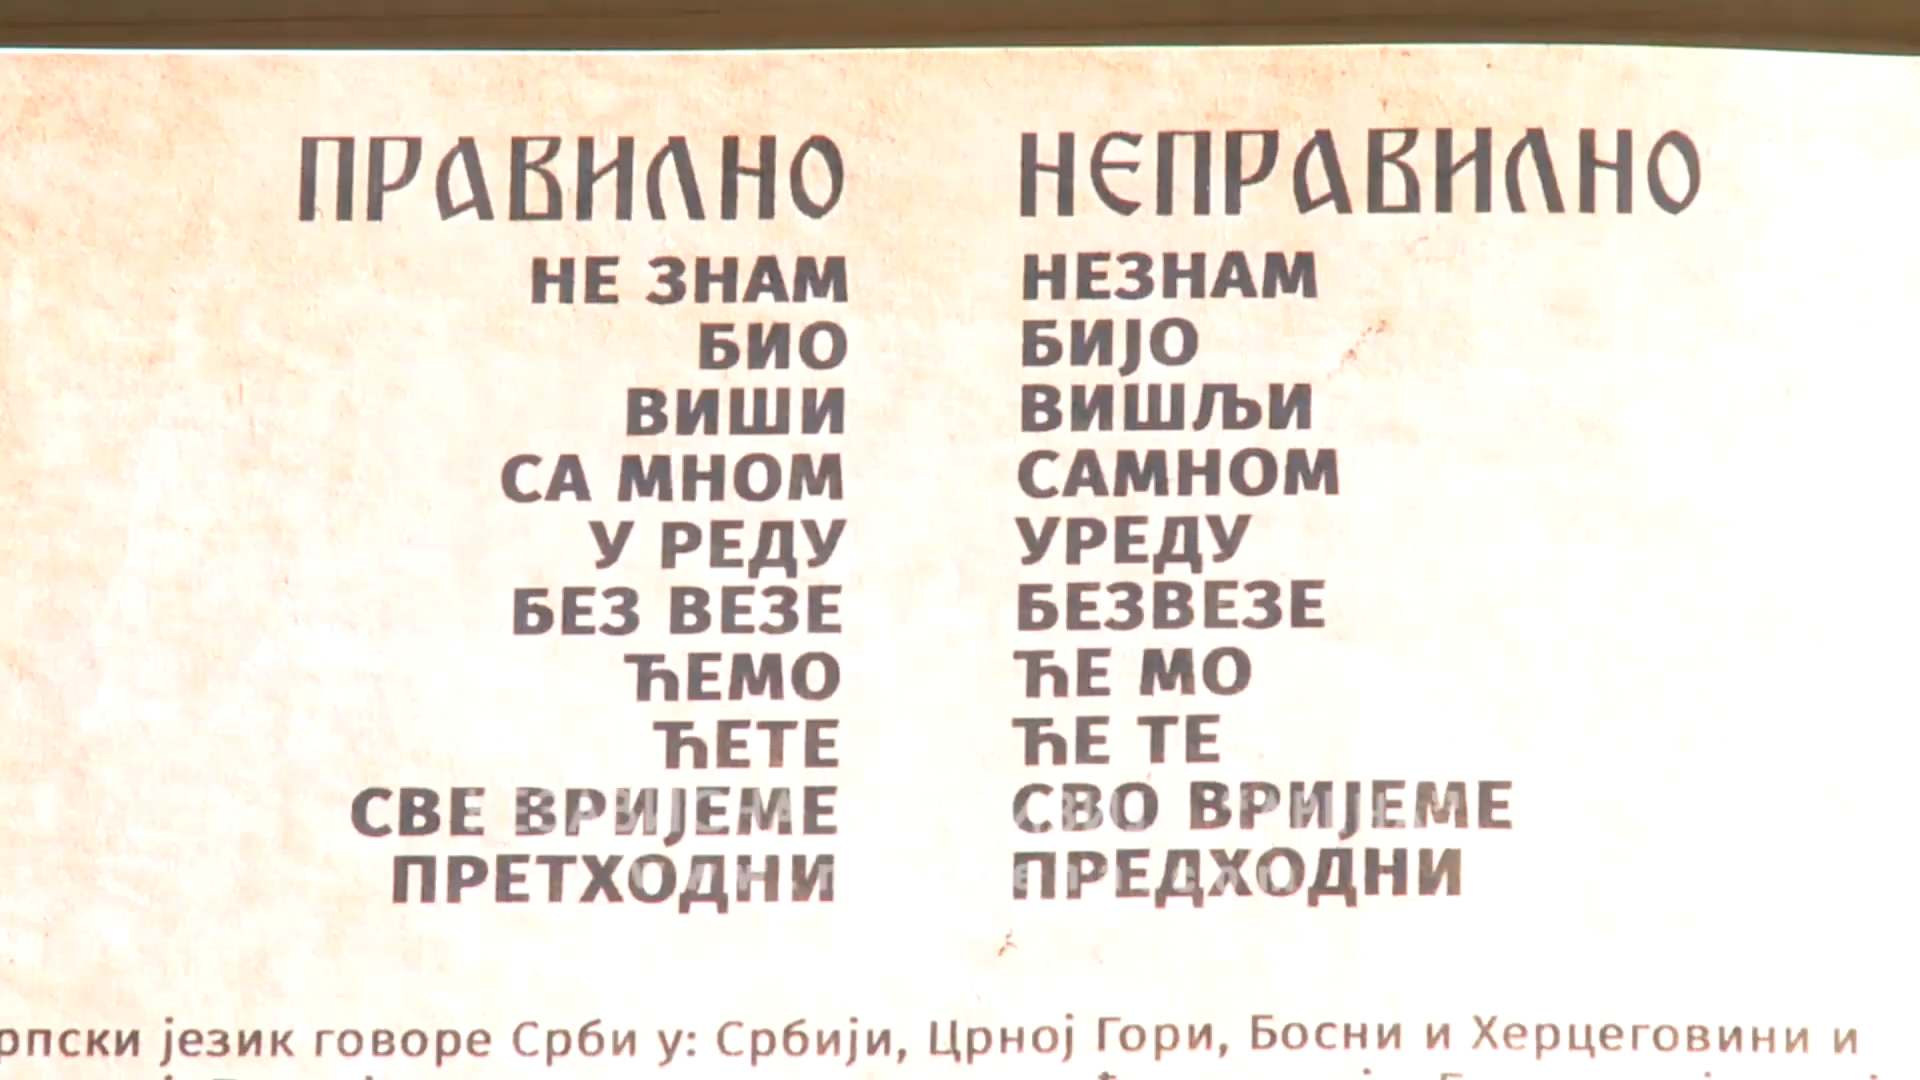 ПРАВИЛНО НЕПРАВИЛНО
НЕ ЗНАМ НЕЗНАМ
БИО БИЈО
ВИШИ ВИШЉИ
СА МНОМ САМНОМ
У РЕДУ УРЕДУ
БЕЗ ВЕЗЕ БЕЗВЕЗЕ
ЋЕМО ЋЕ МО
ЋЕТЕ ЋЕ ТЕ
СВЕ ВРИЈЕМЕ СВО ВРИЈЕМЕ
ПРЕТХОДНИ ПРЕДХОДНИ
рпски језик говоре Срби у: Србији, Црној Гори, Босни и Херцеговини и